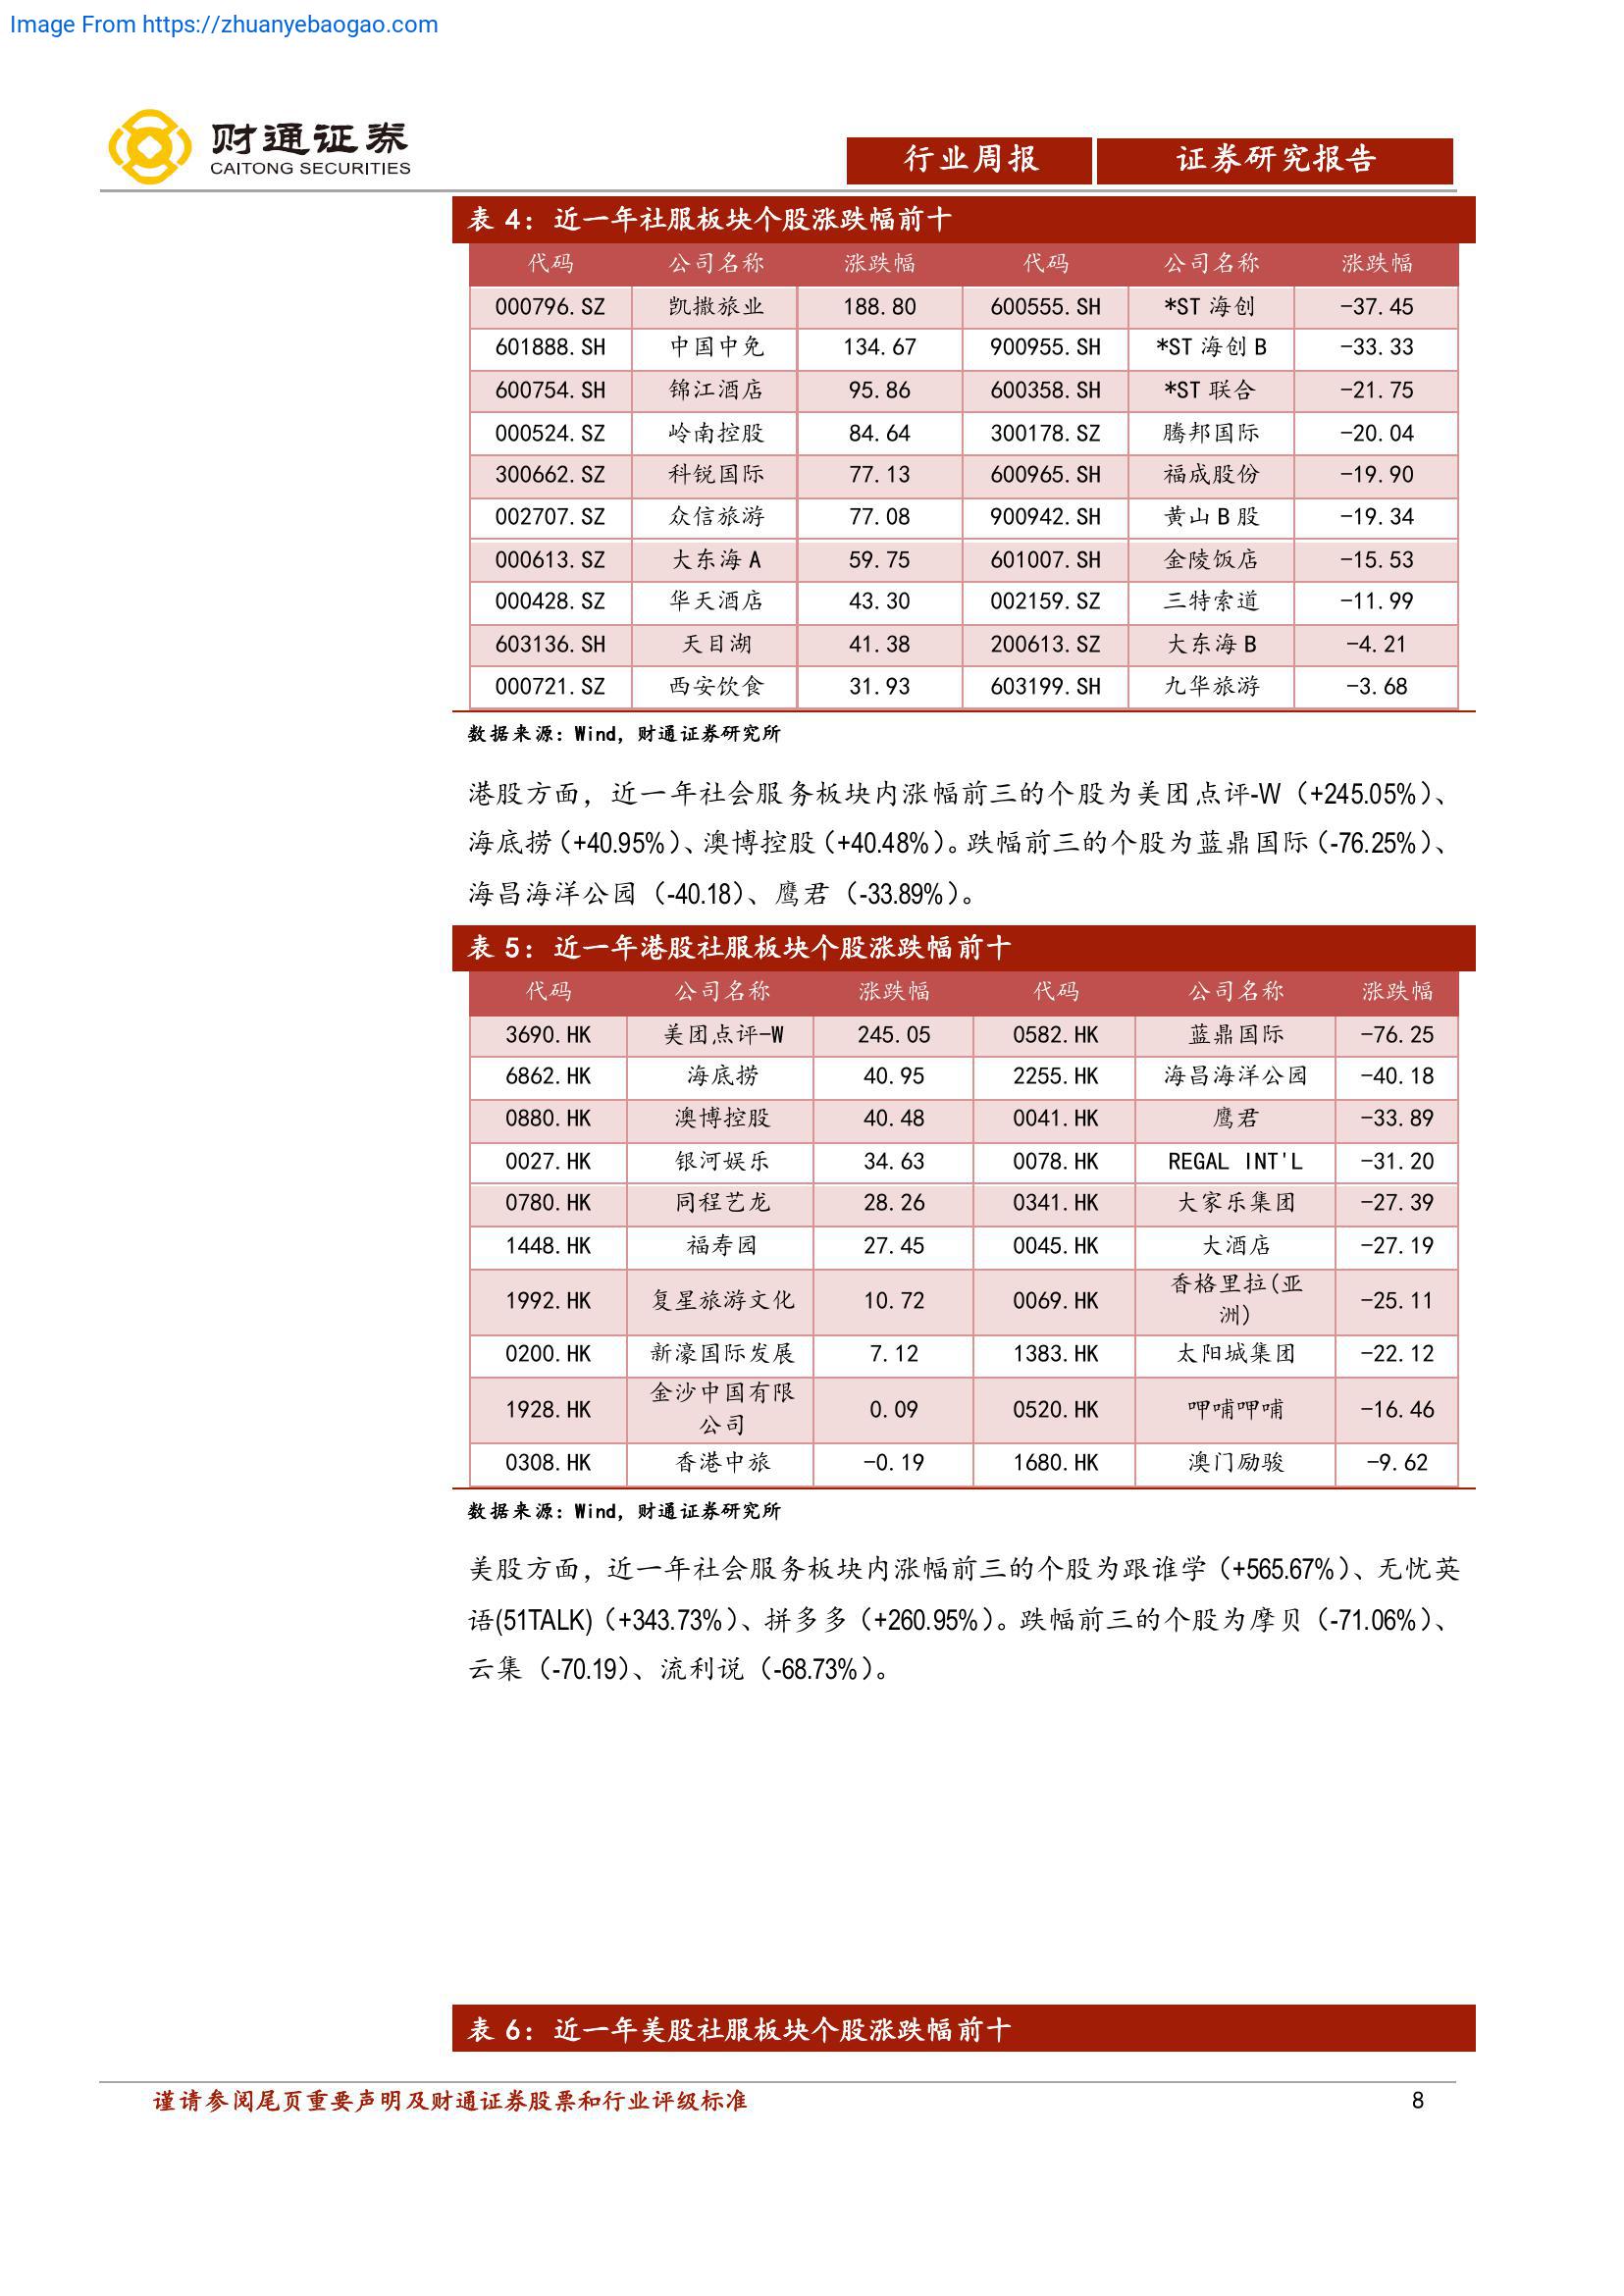 Image From https://zhuanyebaogao.com
财通证券
CAITONG SECURITIES
行业周报 证券研究报告
表 4：近一年社服板块个股涨跌幅前十
代码 公司名称 涨跌幅 代码 公司名称 涨跌幅
000796.SZ 凯撒旅业 188.80 600555.SH *ST 海创 -37.45
601888.SH 中国中免 134.67 900955.SH *ST 海创 B -33.33
600754.SH 锦江酒店 95.86 600358.SH *ST 联合 -21.75
000524.SZ 岭南控股 84.64 300178.SZ 腾邦国际 -20.04
300662.SZ 科锐国际 77.13 600965.SH 福成股份 -19.90
002707.SZ 众信旅游 77.08 900942.SH 黄山 B 股 -19.34
000613.SZ 大东海 A 59.75 601007.SH 金陵饭店 -15.53
000428.SZ 华天酒店 43.30 002159.SZ 三特索道 -11.99
603136.SH 天目湖 41.38 200613.SZ 大东海 B -4.21
000721.SZ 西安饮食 31.93 603199.SH 九华旅游 -3.68
数据来源：Wind，财通证券研究所
港股方面，近一年社会服务板块内涨幅前三的个股为美团点评-W（+245.05%）、
海底捞（+40.95%）、澳博控股（+40.48%）。跌幅前三的个股为蓝鼎国际（-76.25%）、
海昌海洋公园（-40.18）、鹰君（-33.89%）。
表 5：近一年港股社服板块个股涨跌幅前十
代码 公司名称 涨跌幅 代码 公司名称 涨跌幅
3690.HK 美团点评-W 245.05 0582.HK 蓝鼎国际 -76.25
6862.HK 海底捞 40.95 2255.HK 海昌海洋公园 -40.18
0880.HK 澳博控股 40.48 0041.HK 鹰君 -33.89
0027.HK 银河娱乐 34.63 0078.HK REGAL INT'L -31.20
0780.HK 同程艺龙 28.26 0341.HK 大家乐集团 -27.39
1448.HK 福寿园 27.45 0045.HK 大酒店 -27.19
1992.HK 复星旅游文化 10.72 0069.HK 香格里拉(亚
洲) -25.11
0200.HK 新濠国际发展 7.12 1383.HK 太阳城集团 -22.12
1928.HK 金沙中国有限
公司 0.09 0520.HK 呷哺呷哺 -16.46
0308.HK 香港中旅 -0.19 1680.HK 澳门励骏 -9.62
数据来源：Wind，财通证券研究所
美股方面，近一年社会服务板块内涨幅前三的个股为跟谁学（+565.67%）、无忧英
语(51TALK)（+343.73%）、拼多多（+260.95%）。跌幅前三的个股为摩贝（-71.06%）、
云集（-70.19）、流利说（-68.73%）。
表 6：近一年美股社服板块个股涨跌幅前十
谨请参阅尾页重要声明及财通证券股票和行业评级标准 8